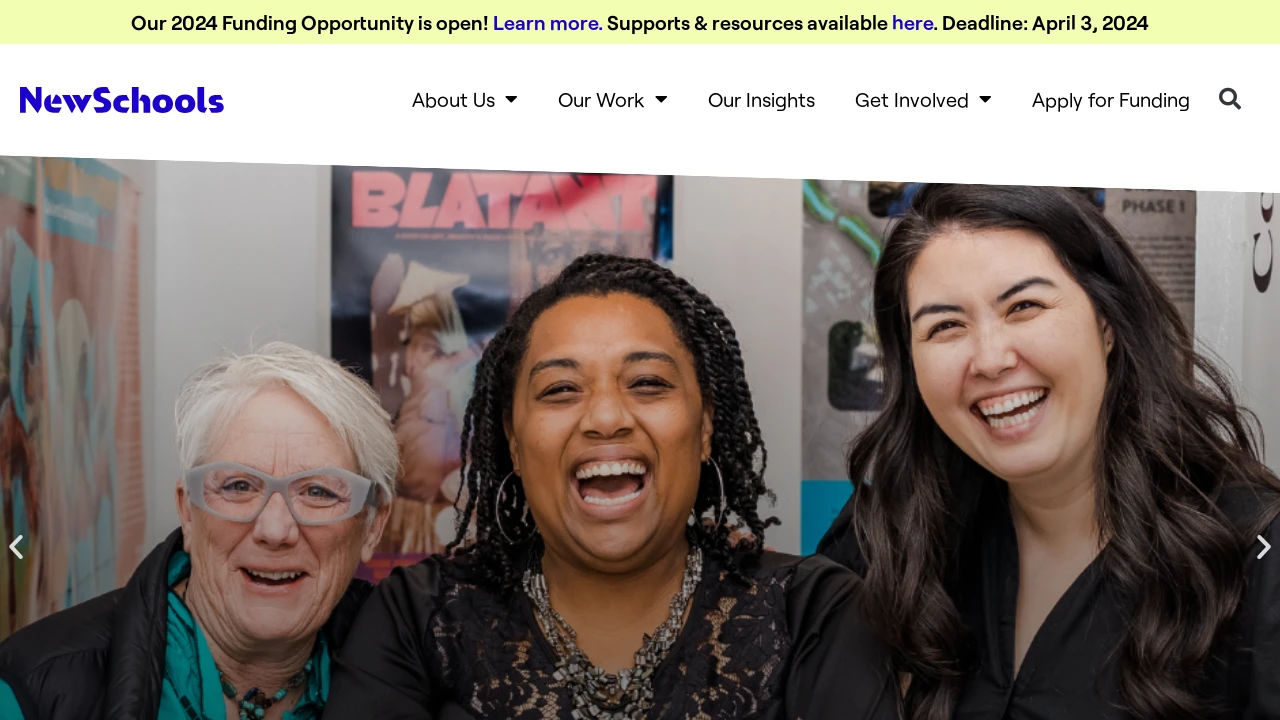 Our 2024 Funding Opportunity is open! Learn more. Supports & resources available here. Deadline: April 3, 2024
NewSchools
About Us
Our Work
Our Insights
Get Involved
Apply for Funding
BLATANT
PHASE 1